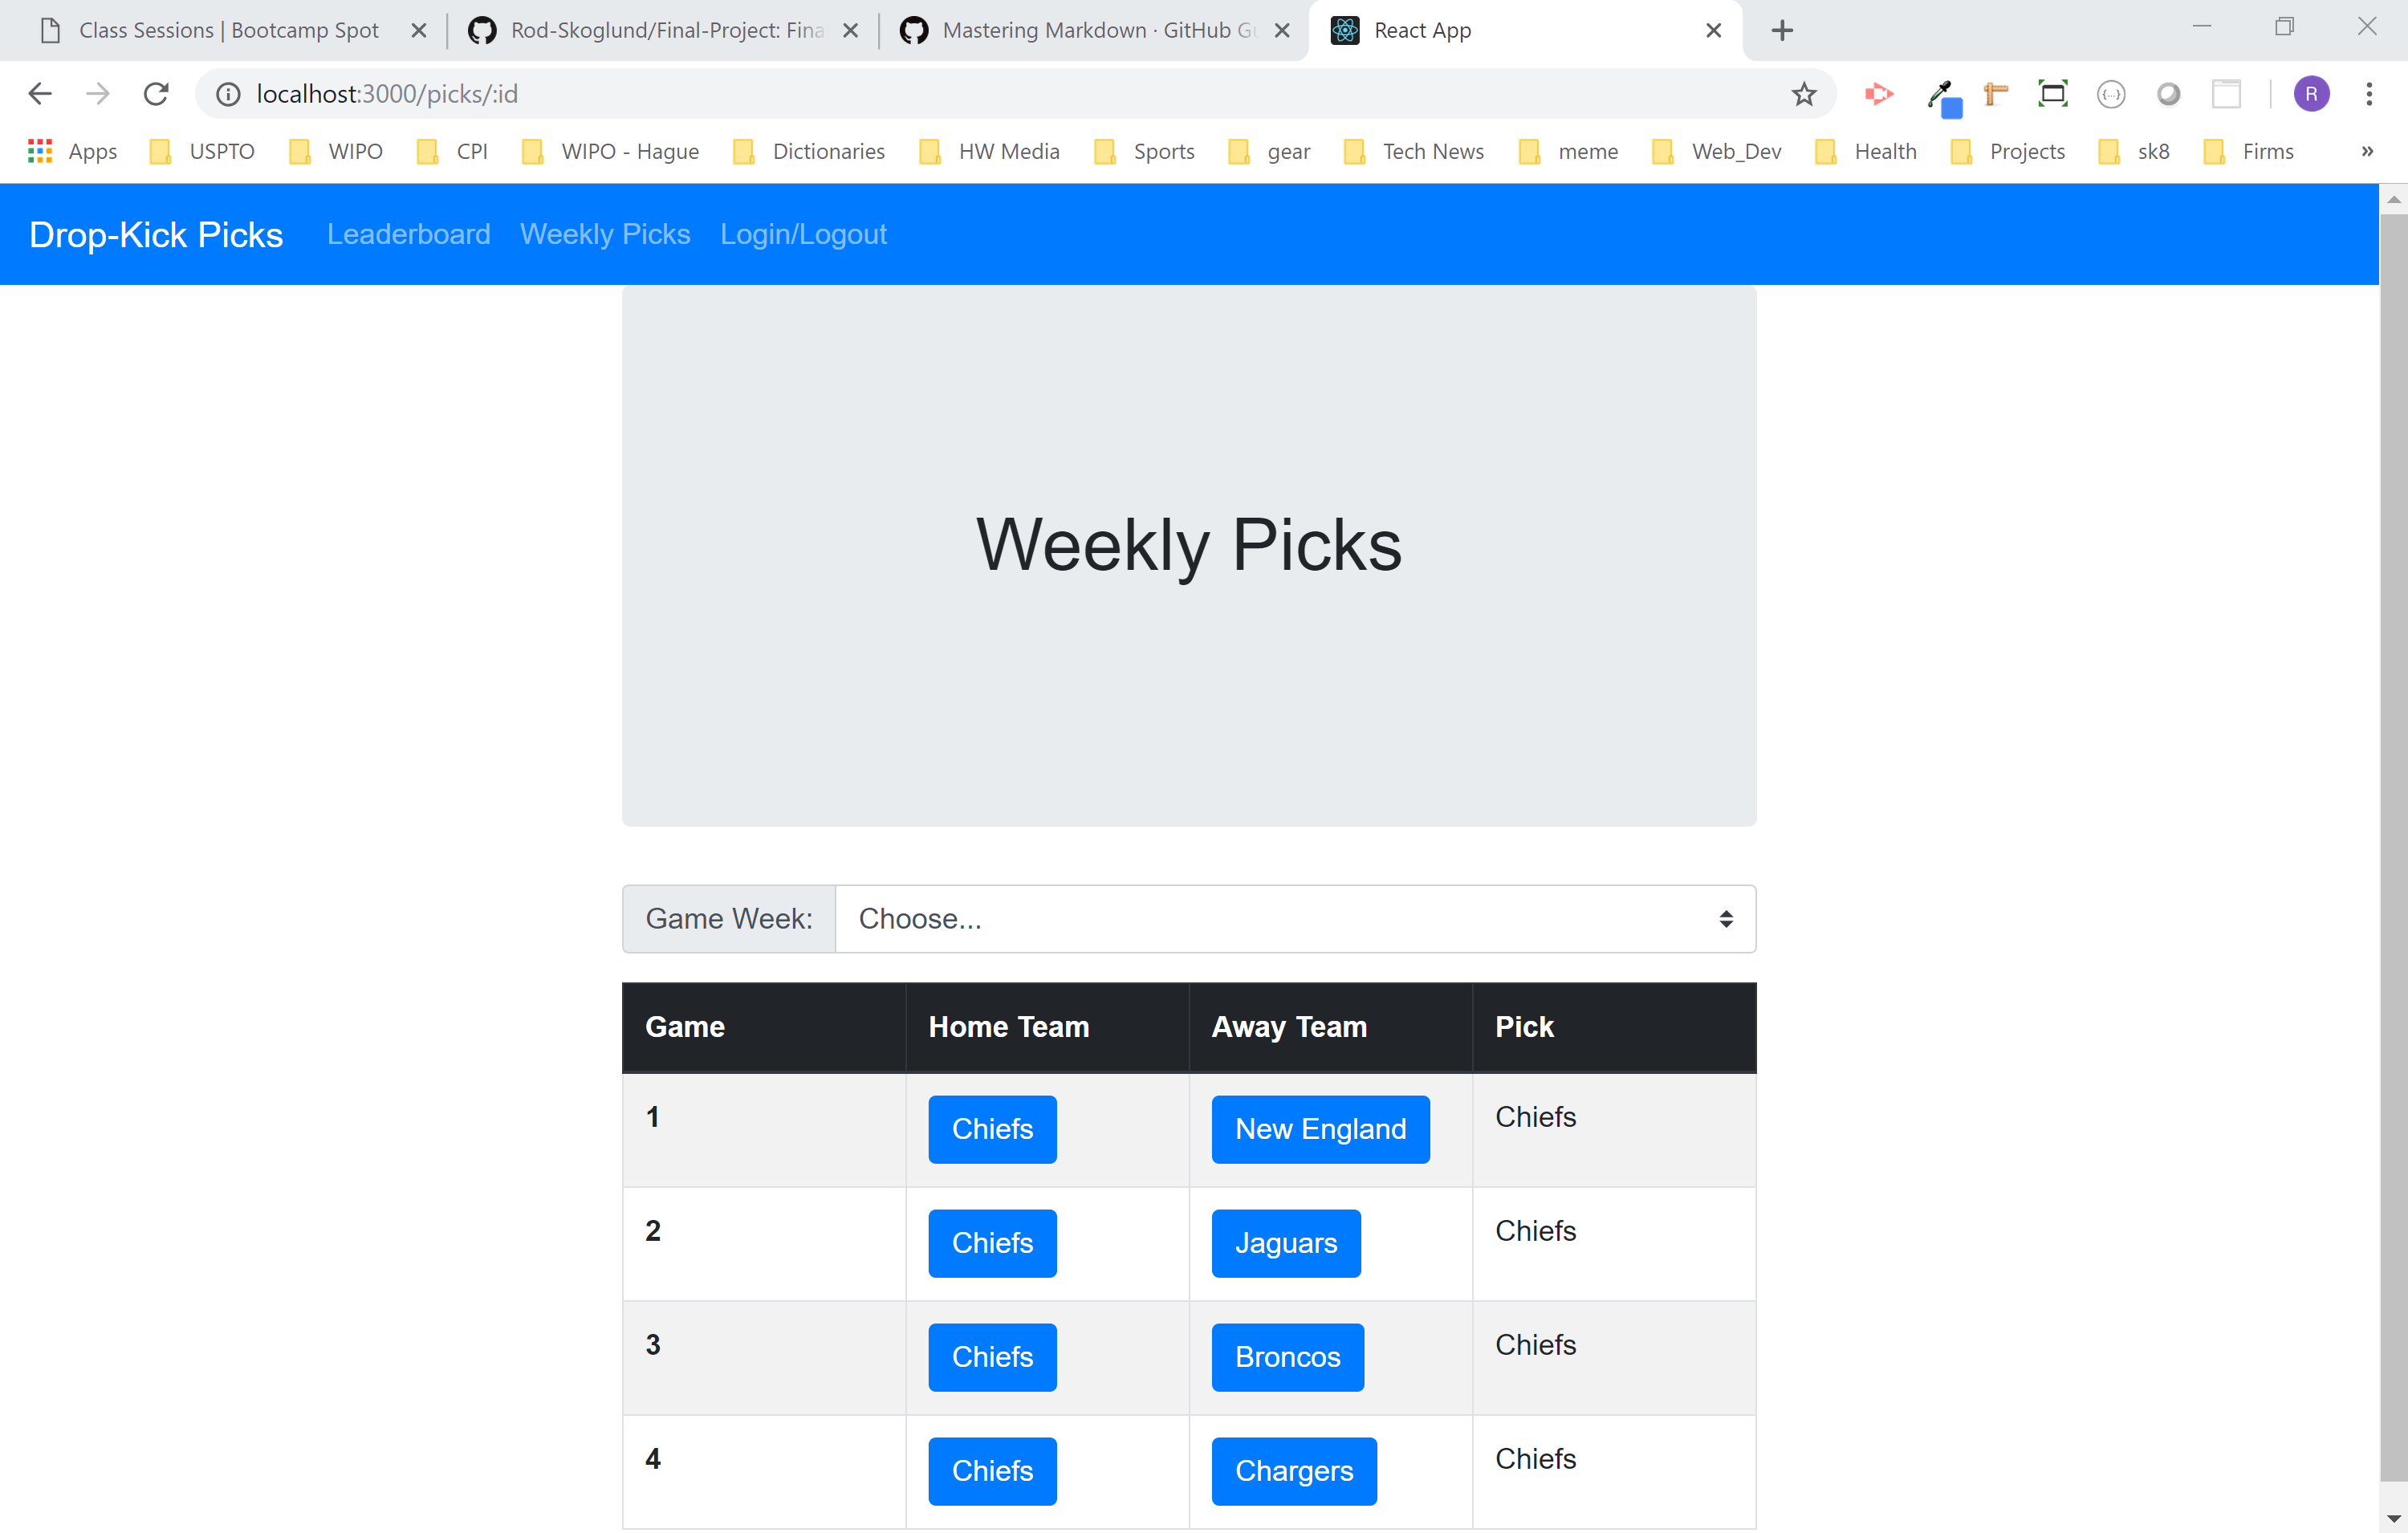 Class Sessions | Bootcamp Spot
Rod-Skoglund/Final-Project: Fina
Mastering Markdown · GitHub Gu
React App
localhost:3000/picks/:id
R
Apps USPTO WIPO CPI WIPO - Hague Dictionaries HW Media Sports gear Tech News meme Web_Dev Health Projects sk8 Firms »
Drop-Kick Picks Leaderboard Weekly Picks Login/Logout
Weekly Picks
Game Week: Choose...
Game Home Team Away Team Pick
1 Chiefs New England Chiefs
2 Chiefs Jaguars Chiefs
3 Chiefs Broncos Chiefs
4 Chiefs Chargers Chiefs